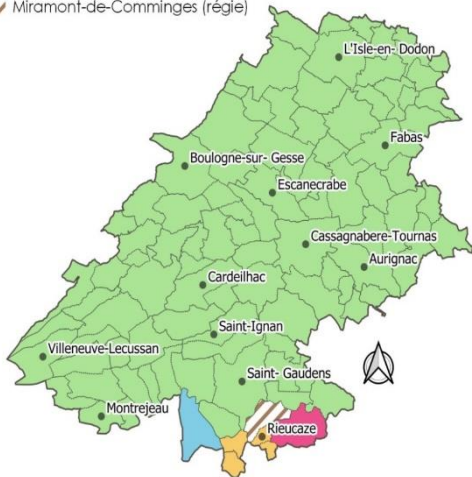 Miramont-de-Comminges (régie)
L'Isle-en- Dodon
Fabas
Boulogne-sur- Gesse
Escanecrabe
Cassagnabere-Tournas
Aurignac
Cardeilhac
Saint-Ignan
Villeneuve-Lecussan
Saint- Gaudens
Montrejeau
Rieucaze